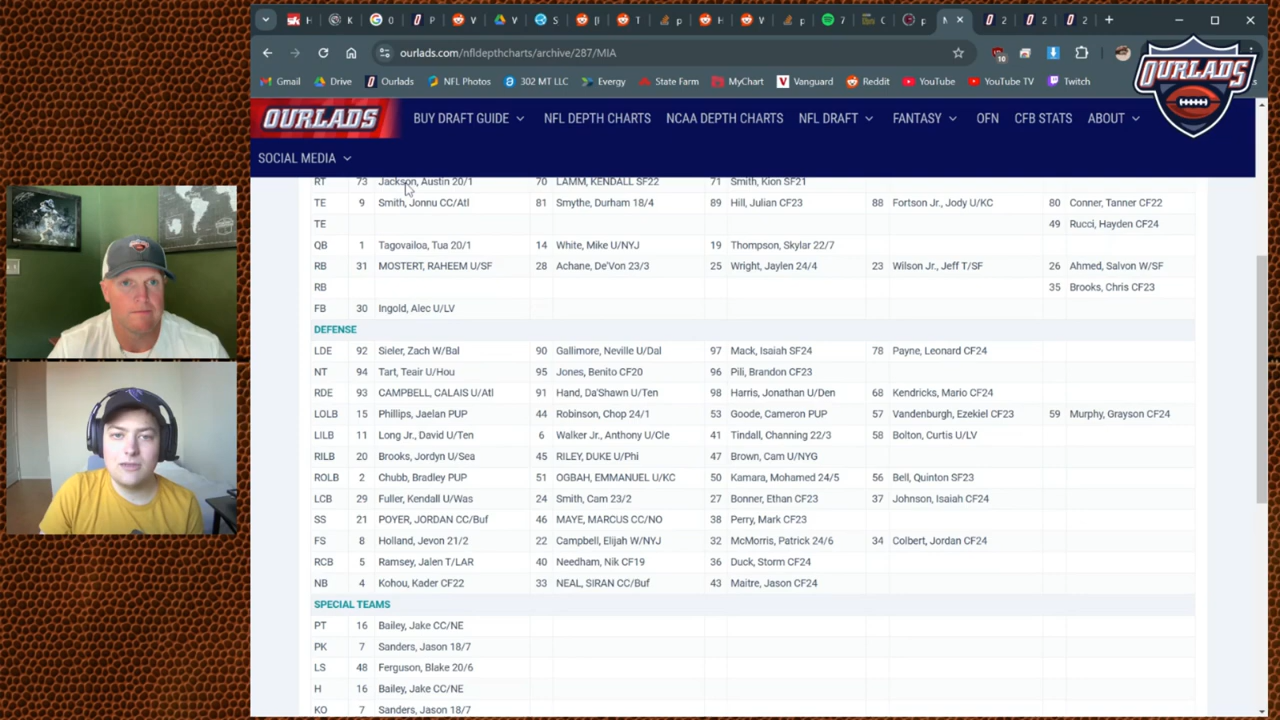 sk H K G 0 P V V S (I T p H V p 7 C p N 2 2 2
ourlads.com/nfldepthcharts/archive/287/MIA
10
Gmail Drive Ourlads NFL Photos 302 MT LLC Evergy State Farm MyChart Vanguard Reddit YouTube YouTube TV Twitch
OURLADS
OURLADS BUY DRAFT GUIDE NFL DEPTH CHARTS NCAA DEPTH CHARTS NFL DRAFT FANTASY OFN CFB STATS ABOUT
SOCIAL MEDIA
RT 73 Jackson, Austin 20/1 70 LAMM, KENDALL SF22 71 Smith, Kion SF21
TE 9 Smith, Jonnu CC/Atl 81 Smythe, Durham 18/4 89 Hill, Julian CF23 88 Fortson Jr., Jody U/KC 80 Conner, Tanner CF22
TE 49 Rucci, Hayden CF24
QB 1 Tagovailoa, Tua 20/1 14 White, Mike U/NYJ 19 Thompson, Skylar 22/7
RB 31 MOSTERT, RAHEEM U/SF 28 Achane, De'Von 23/3 25 Wright, Jaylen 24/4 23 Wilson Jr., Jeff T/SF 26 Ahmed, Salvon W/SF
RB 35 Brooks, Chris CF23
FB 30 Ingold, Alec U/LV
DEFENSE
LDE 92 Sieler, Zach W/Bal 90 Gallimore, Neville U/Dal 97 Mack, Isaiah SF24 78 Payne, Leonard CF24
NT 94 Tart, Teair U/Hou 95 Jones, Benito CF20 96 Pili, Brandon CF23
RDE 93 CAMPBELL, CALAIS U/Atl 91 Hand, Da'Shawn U/Ten 98 Harris, Jonathan U/Den 68 Kendricks, Mario CF24
LOLB 15 Phillips, Jaelan PUP 44 Robinson, Chop 24/1 53 Goode, Cameron PUP 57 Vandenburgh, Ezekiel CF23 59 Murphy, Grayson CF24
LILB 11 Long Jr., David U/Ten 6 Walker Jr., Anthony U/Cle 41 Tindall, Channing 22/3 58 Bolton, Curtis U/LV
RILB 20 Brooks, Jordyn U/Sea 45 RILEY, DUKE U/Phi 47 Brown, Cam U/NYG
ROLB 2 Chubb, Bradley PUP 51 OGBAH, EMMANUEL U/KC 50 Kamara, Mohamed 24/5 56 Bell, Quinton SF23
LCB 29 Fuller, Kendall U/Was 24 Smith, Cam 23/2 27 Bonner, Ethan CF23 37 Johnson, Isaiah CF24
SS 21 POYER, JORDAN CC/Buf 46 MAYE, MARCUS CC/NO 38 Perry, Mark CF23
FS 8 Holland, Jevon 21/2 22 Campbell, Elijah W/NYJ 32 McMorris, Patrick 24/6 34 Colbert, Jordan CF24
RCB 5 Ramsey, Jalen T/LAR 40 Needham, Nik CF19 36 Duck, Storm CF24
NB 4 Kohou, Kader CF22 33 NEAL, SIRAN CC/Buf 43 Maitre, Jason CF24
SPECIAL TEAMS
PT 16 Bailey, Jake CC/NE
PK 7 Sanders, Jason 18/7
LS 48 Ferguson, Blake 20/6
H 16 Bailey, Jake CC/NE
KO 7 Sanders, Jason 18/7